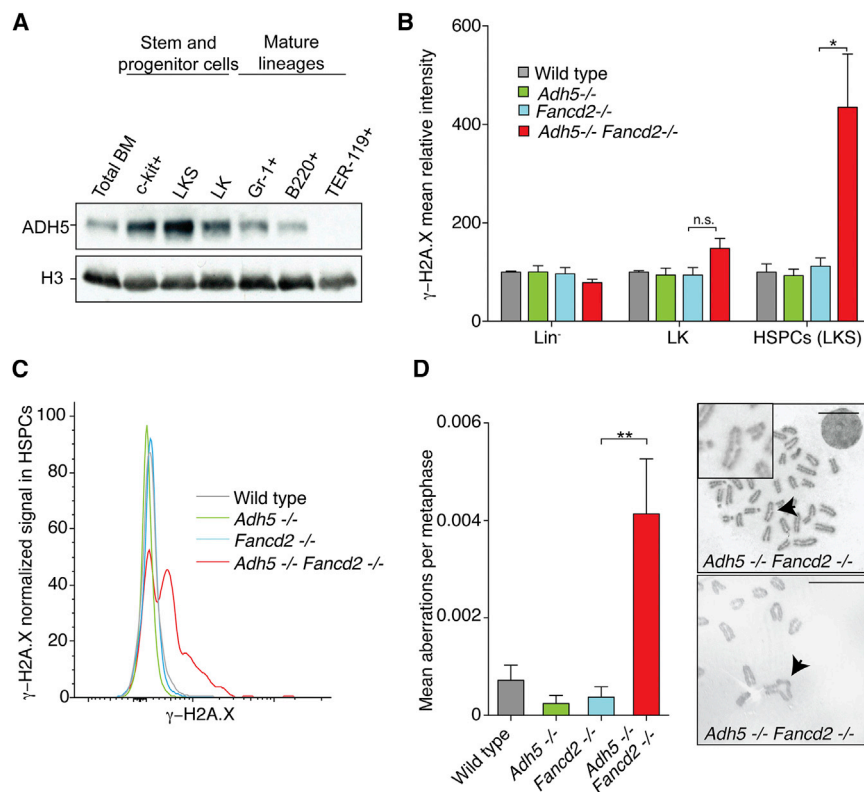 A
Stem and
progenitor cells
Mature
lineages
Total BM
c-kit+
LKS
LK
Gr-1+
B220+
TER-119+
ADH5
H3
B
γ–H2A.X mean relative intensity
600
400
200
0
Wild type
Adh5-/-
Fancd2-/-
Adh5-/- Fancd2-/-
n.s.
*
Lin-
LK
HSPCs (LKS)
C
γ–H2A.X normalized signal in HSPCs
100
80
60
40
20
0
Wild type
Adh5 -/-
Fancd2 -/-
Adh5 -/- Fancd2 -/-
γ–H2A.X
D
Mean aberrations per metaphase
0.006
0.004
0.002
0
**
Wild type
Adh5 -/-
Fancd2 -/-
Adh5 -/-
Fancd2 -/-
Adh5 -/- Fancd2 -/-
Adh5 -/- Fancd2 -/-